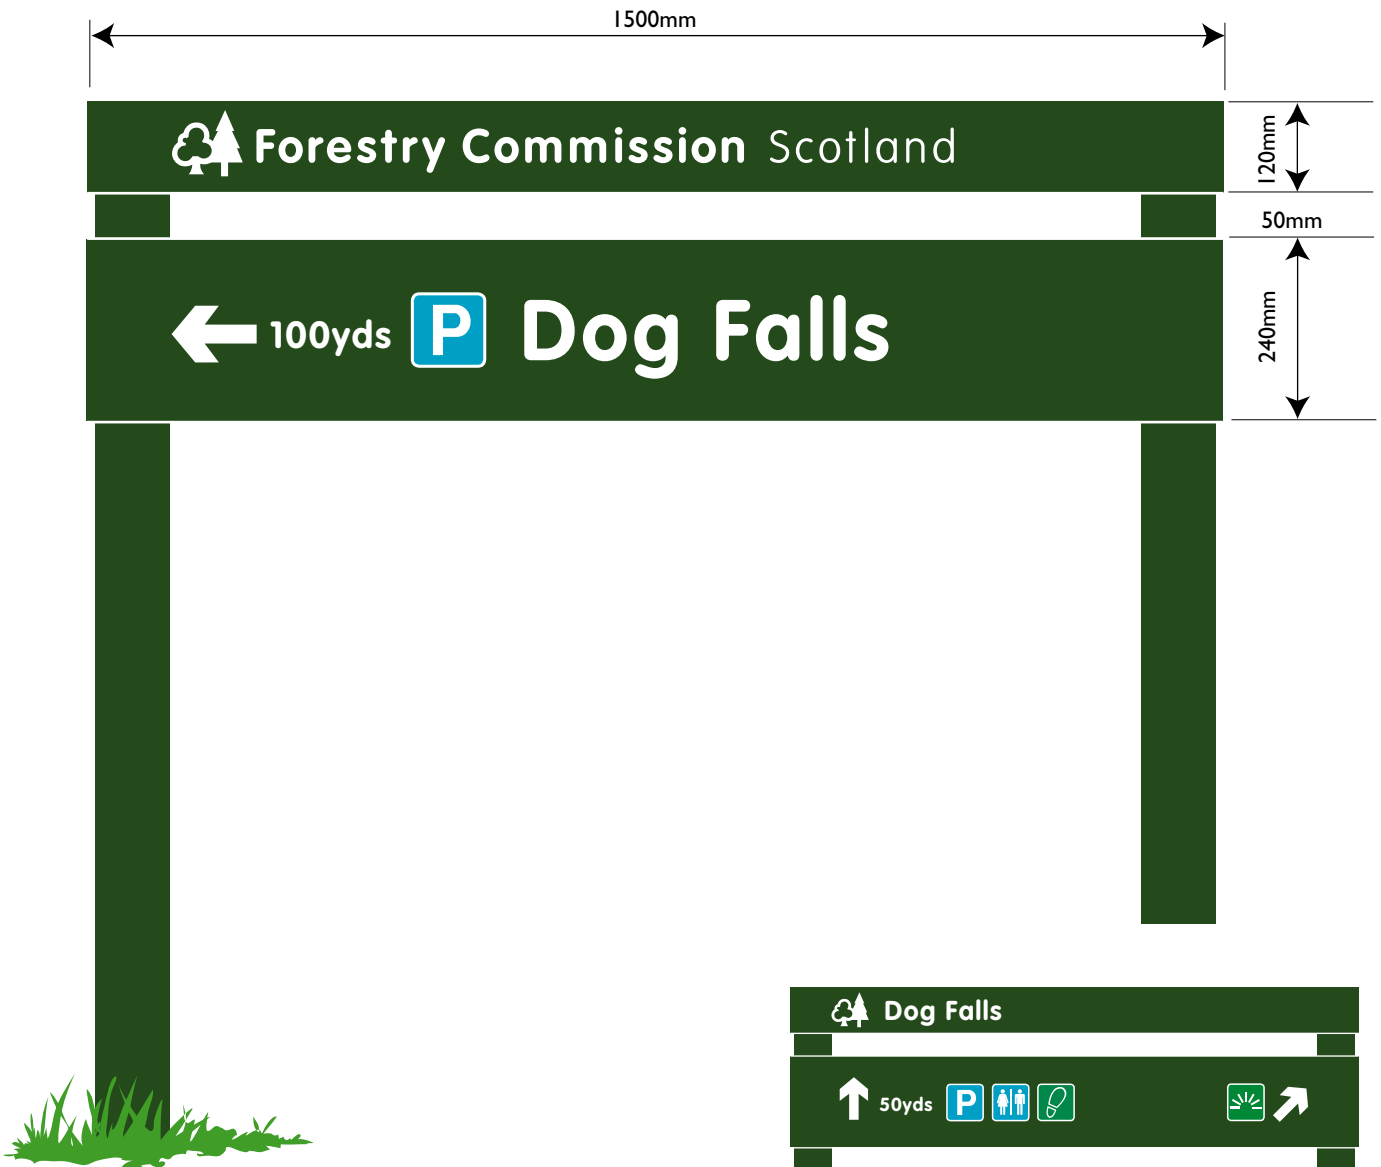 1500mm
Forestry Commission Scotland
120mm
50mm
100yds P Dog Falls
240mm
Dog Falls
50yds P